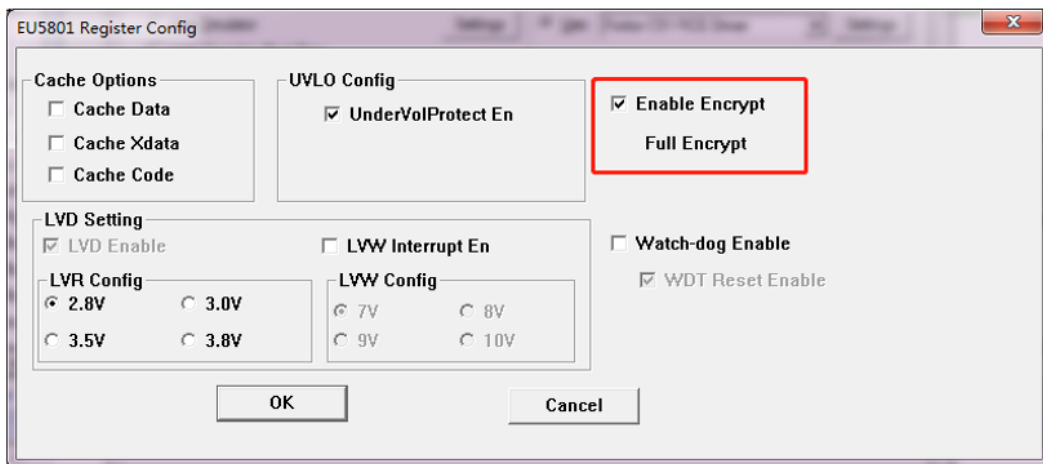 EU5801 Register Config
Cache Options
Cache Data
Cache Xdata
Cache Code
UVLO Config
UnderVolProtect En
Enable Encrypt
Full Encrypt
LVD Setting
LVD Enable
LVW Interrupt En
LVR Config
2.8V 3.0V
3.5V 3.8V
LVW Config
7V 8V
9V 10V
Watch-dog Enable
WDT Reset Enable
OK
Cancel